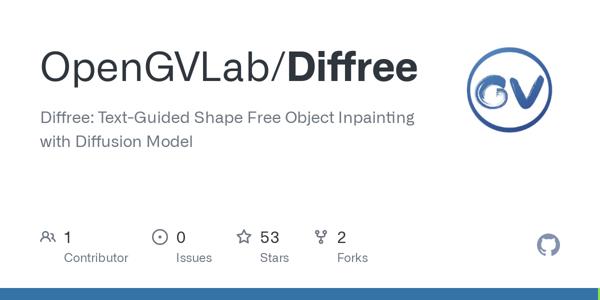 OpenGVLab/Diffree
GV
Diffree: Text-Guided Shape Free Object Inpainting
with Diffusion Model
1
Contributor
0
Issues
53
Stars
2
Forks